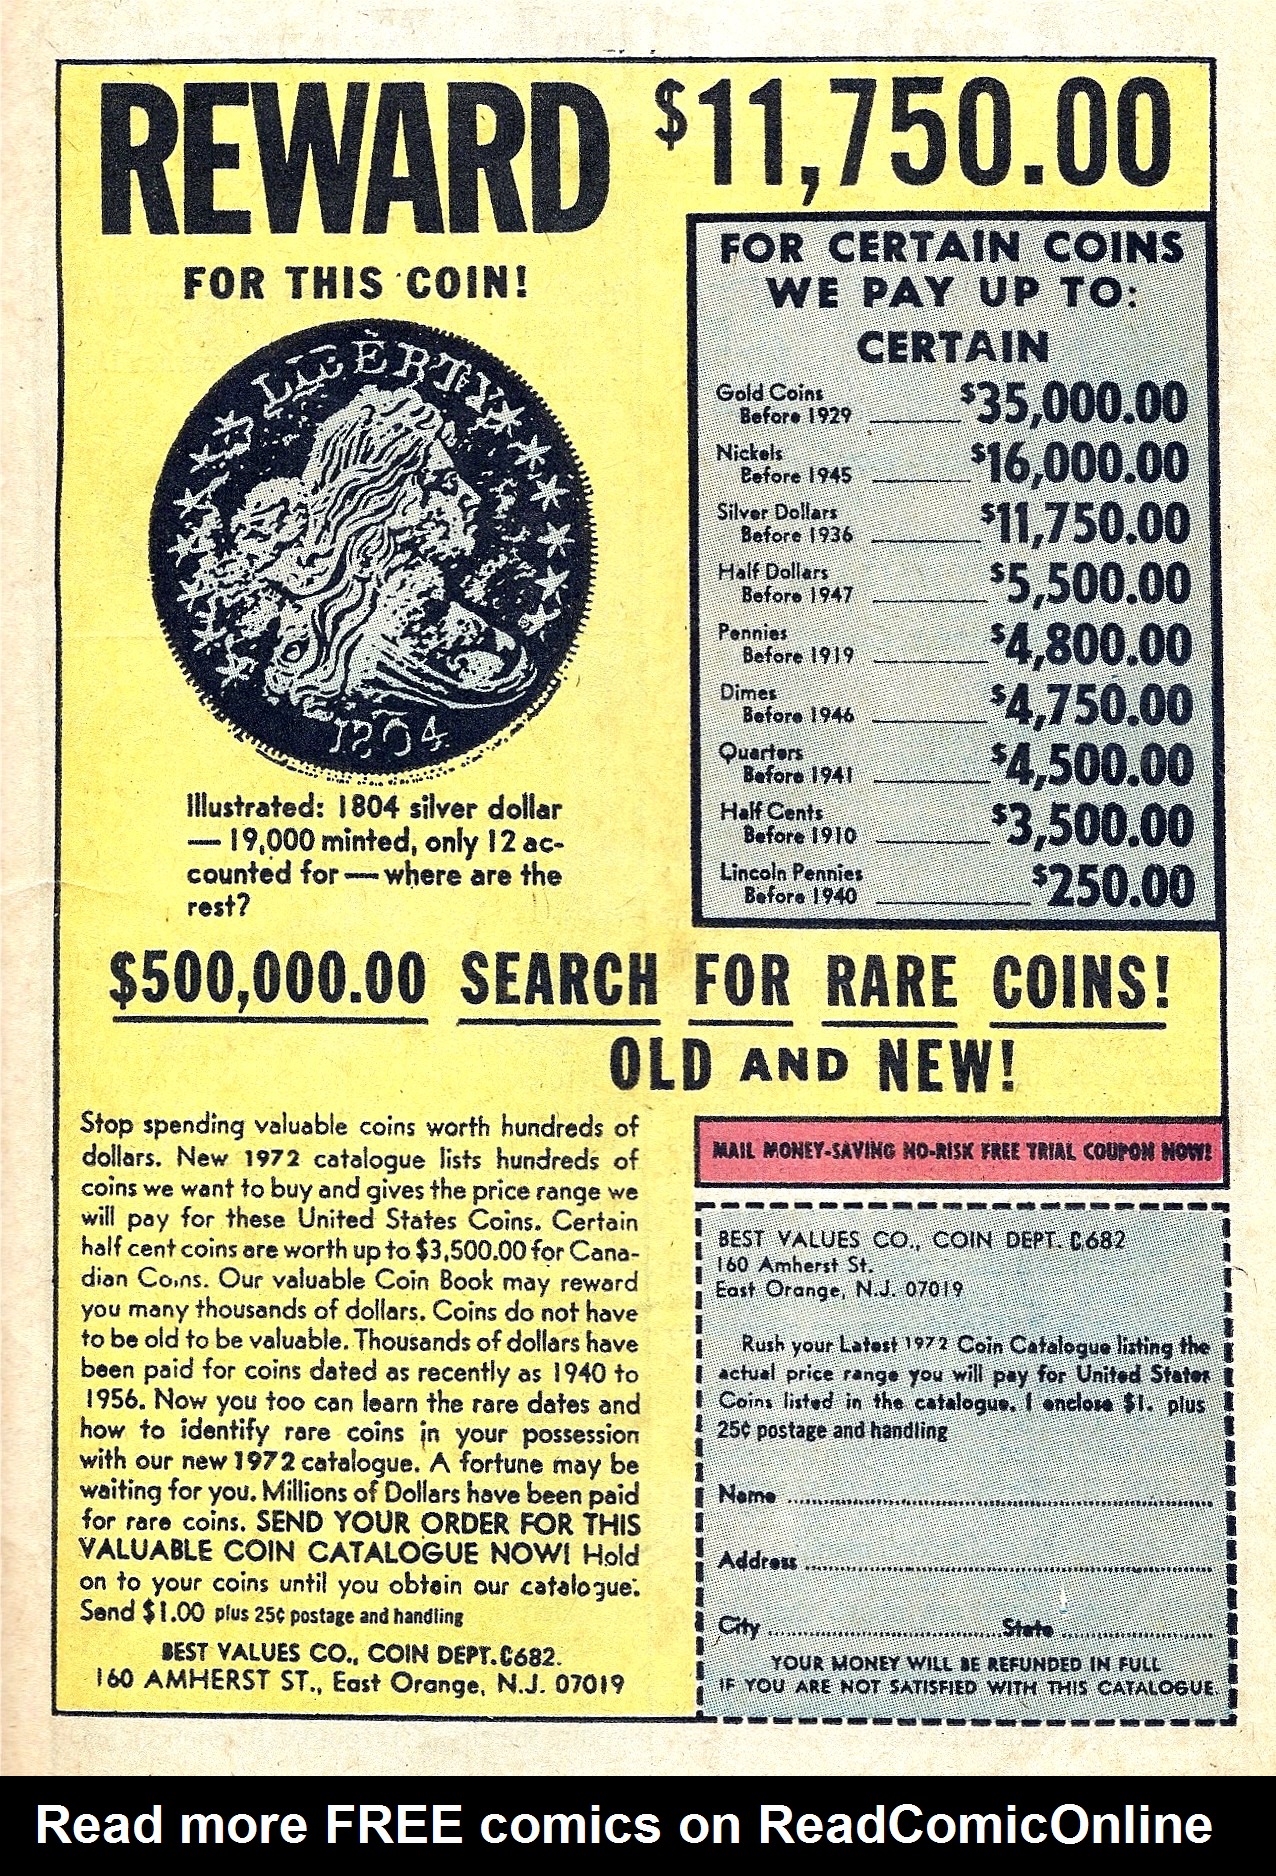 REWARD $11,750.00
FOR THIS COIN!
LIBERTY
1804
Illustrated: 1804 silver dollar
— 19,000 minted, only 12 ac-
counted for — where are the
rest?
FOR CERTAIN COINS
WE PAY UP TO:
CERTAIN
Gold Coins
Before 1929 $35,000.00
Nickels
Before 1945 $16,000.00
Silver Dollars
Before 1936 $11,750.00
Half Dollars
Before 1947 $5,500.00
Pennies
Before 1919 $4,800.00
Dimes
Before 1946 $4,750.00
Quarters
Before 1941 $4,500.00
Half Cents
Before 1910 $3,500.00
Lincoln Pennies
Before 1940 $250.00
$500,000.00 SEARCH FOR RARE COINS!
OLD AND NEW!
Stop spending valuable coins worth hundreds of
dollars. New 1972 catalogue lists hundreds of
coins we want to buy and gives the price range we
will pay for these United States Coins. Certain
half cent coins are worth up to $3,500.00 for Cana-
dian Coins. Our valuable Coin Book may reward
you many thousands of dollars. Coins do not have
to be old to be valuable. Thousands of dollars have
been paid for coins dated as recently as 1940 to
1956. Now you too can learn the rare dates and
how to identify rare coins in your possession
with our new 1972 catalogue. A fortune may be
waiting for you. Millions of Dollars have been paid
for rare coins. SEND YOUR ORDER FOR THIS
VALUABLE COIN CATALOGUE NOW! Hold
on to your coins until you obtain our catalogue.
Send $1.00 plus 25¢ postage and handling
BEST VALUES CO., COIN DEPT. C682.
160 AMHERST ST., East Orange, N.J. 07019
MAIL MONEY-SAVING NO-RISK FREE TRIAL COUPON NOW!
BEST VALUES CO., COIN DEPT. C682
160 Amherst St.
East Orange, N.J. 07019
Rush your Latest 1972 Coin Catalogue listing the
actual price range you will pay for United States
Coins listed in the catalogue. I enclose $1. plus
25¢ postage and handling
Name
Address
City State
YOUR MONEY WILL BE REFUNDED IN FULL
IF YOU ARE NOT SATISFIED WITH THIS CATALOGUE
Read more FREE comics on ReadComicOnline